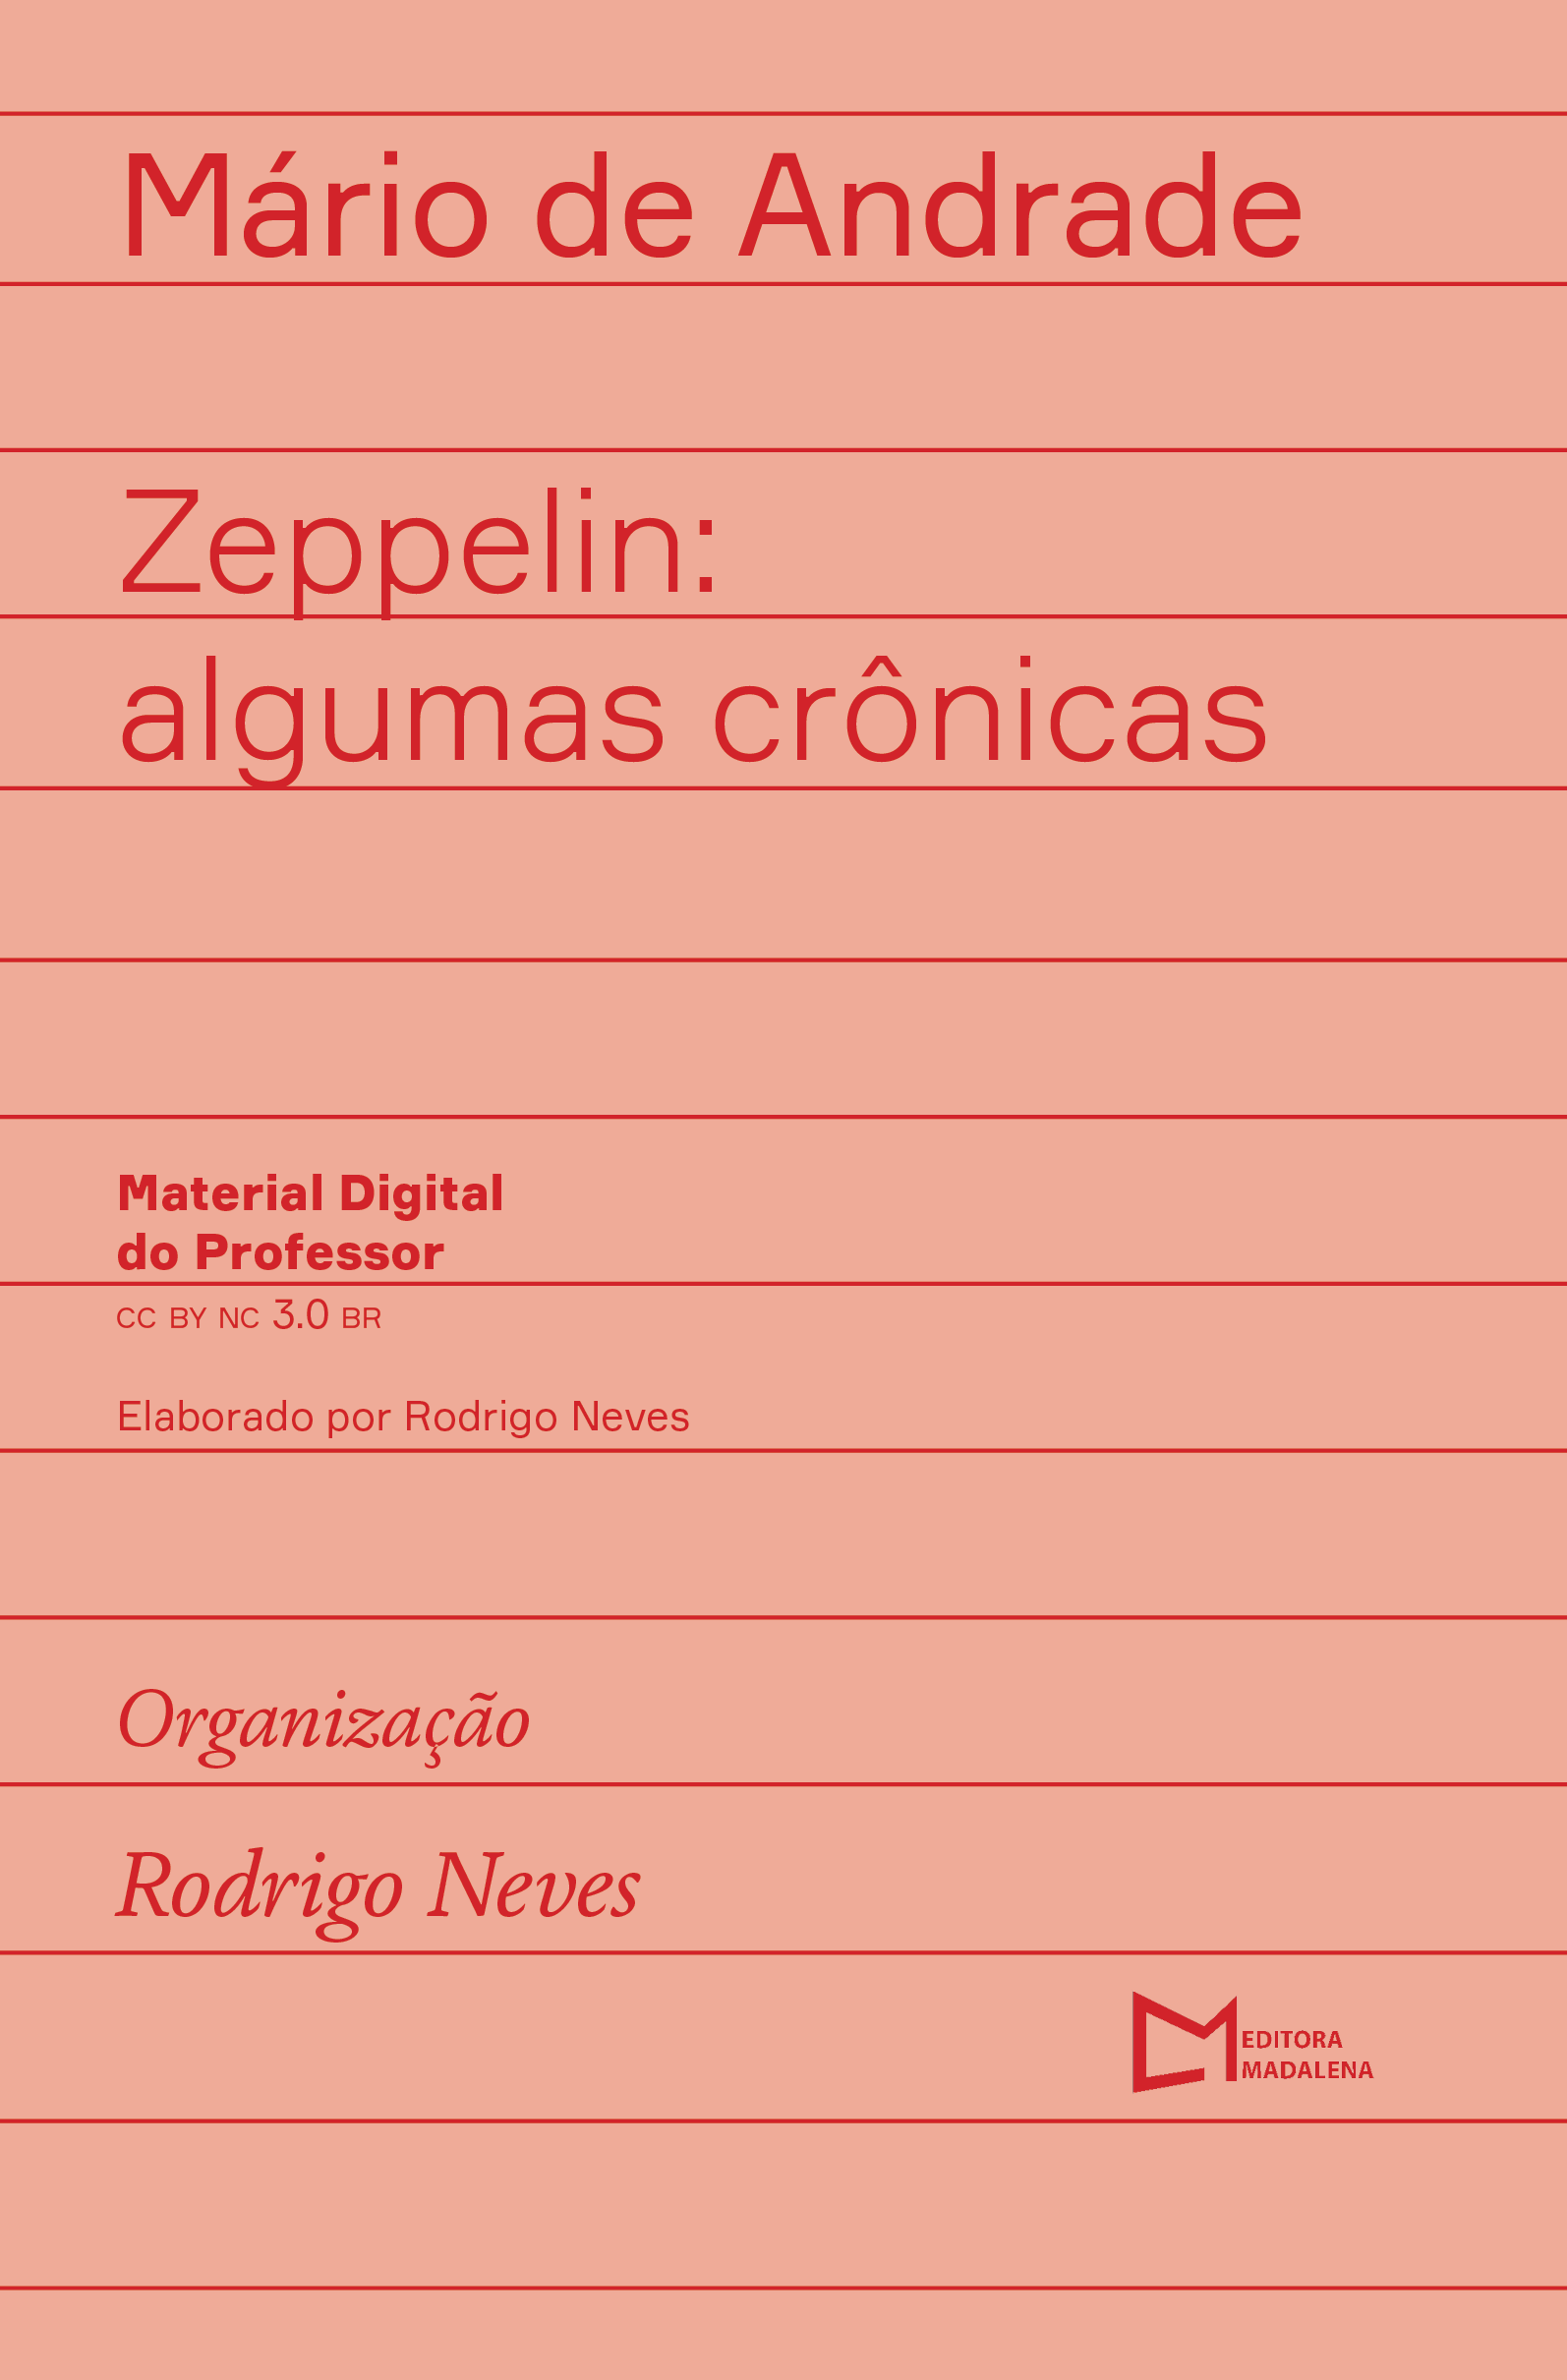 Mário de Andrade
Zeppelin:
algumas crônicas
Material Digital
do Professor
CC BY NC 3.0 BR
Elaborado por Rodrigo Neves
Organização
Rodrigo Neves
EDITORA
MADALENA